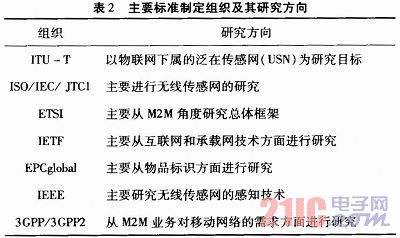 表 2 主要标准制定组织及其研究方向
组织 研究方向
ITU-T 以物联网下属的泛在传感网(USN)为研究目标
ISO/IEC/ JTC1 主要进行无线传感网的研究
ETSI 主要从 M2M 角度研究总体框架
IETF 主要从互联网和承载网技术方面进行研究
EPCglobal 主要从物品标识方面进行研究
IEEE 主要研究无线传感网的感知技术
3GPP/3GPP2 从 M2M 业务对移动网络的需求方面进行研究
21IC电子网